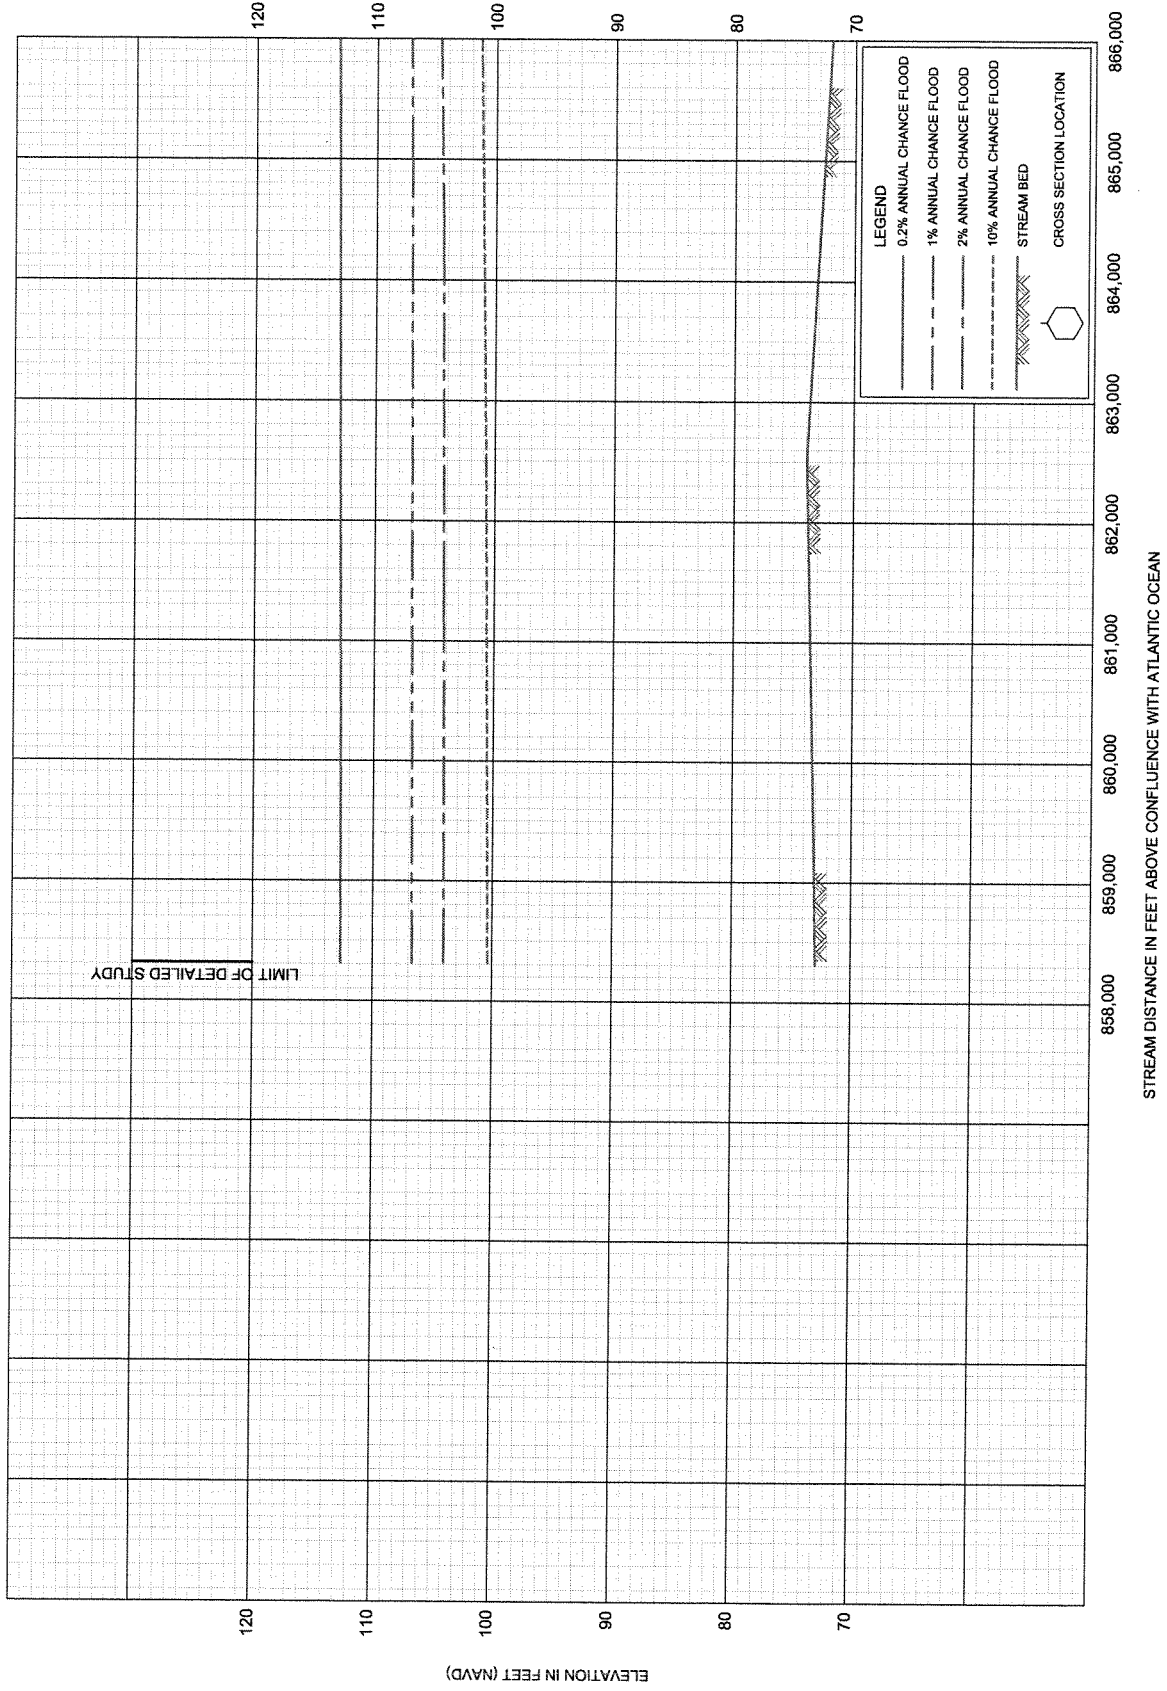 120
110
100
90
80
70
LIMIT OF DETAILED STUDY
120
110
100
90
80
70
LEGEND
0.2% ANNUAL CHANCE FLOOD
1% ANNUAL CHANCE FLOOD
2% ANNUAL CHANCE FLOOD
10% ANNUAL CHANCE FLOOD
STREAM BED
CROSS SECTION LOCATION
858,000
859,000
860,000
861,000
862,000
863,000
864,000
865,000
866,000
STREAM DISTANCE IN FEET ABOVE CONFLUENCE WITH ATLANTIC OCEAN
ELEVATION IN FEET (NAVD)